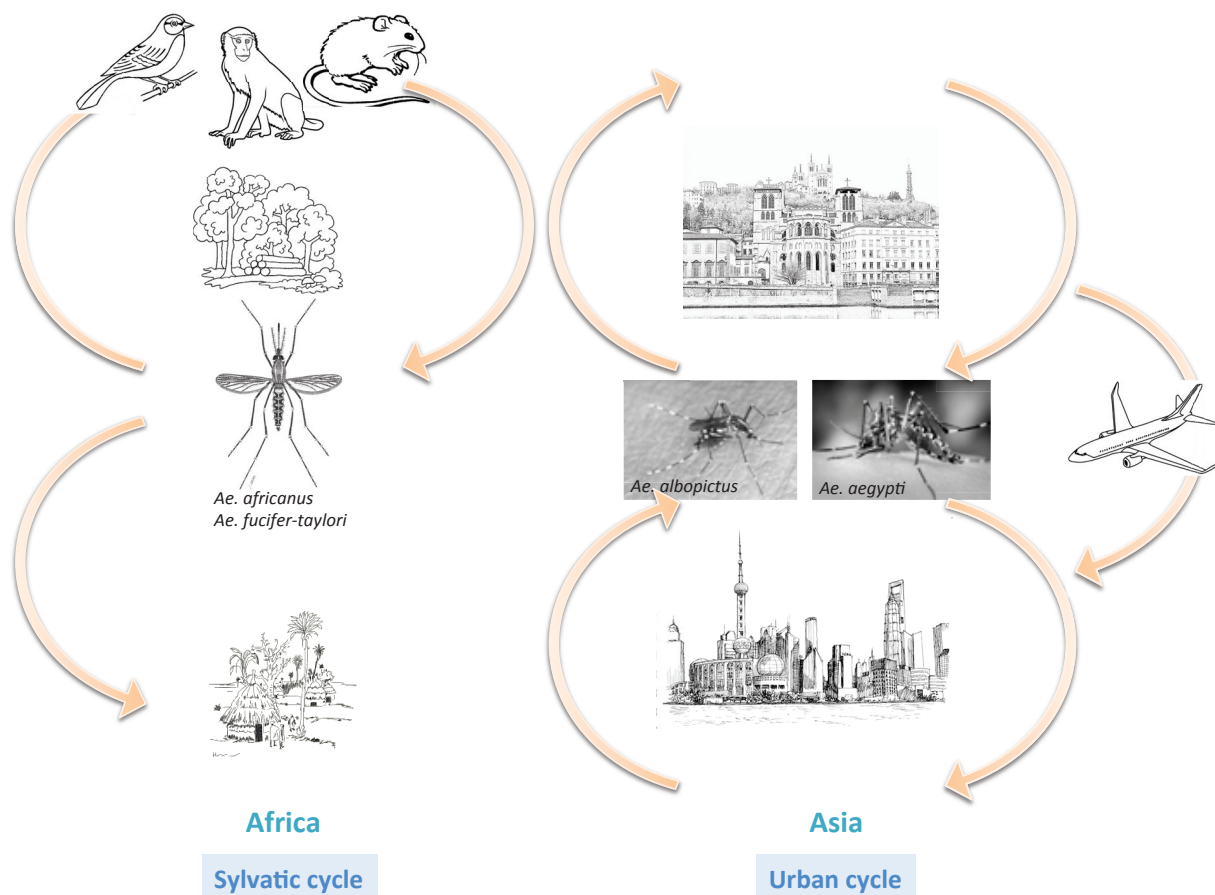 Ae. africanus
Ae. fucifer-taylori
Ae. albopictus
Ae. aegypti
Africa
Asia
Sylvatic cycle
Urban cycle